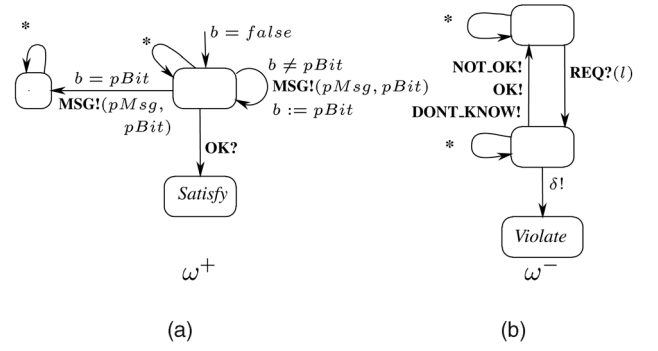 *
*
b = false
b = pBit
MSG!(pMsg,
pBit)
b ≠ pBit
MSG!(pMsg, pBit)
b := pBit
OK?
Satisfy
ω⁺
(a)
*
NOT_OK!
OK!
DONT_KNOW!
REQ?(l)
*
δ!
Violate
ω⁻
(b)